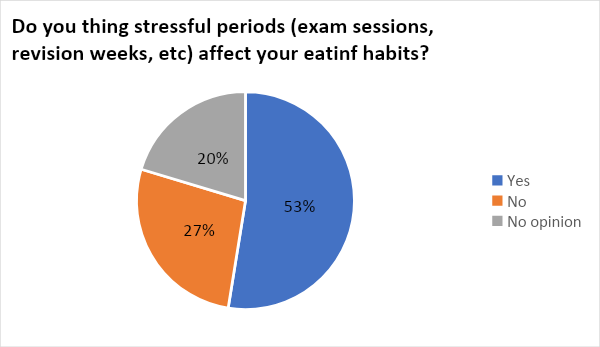 Do you thing stressful periods (exam sessions,
revision weeks, etc) affect your eatinf habits?
20%
53%
27%
Yes
No
No opinion